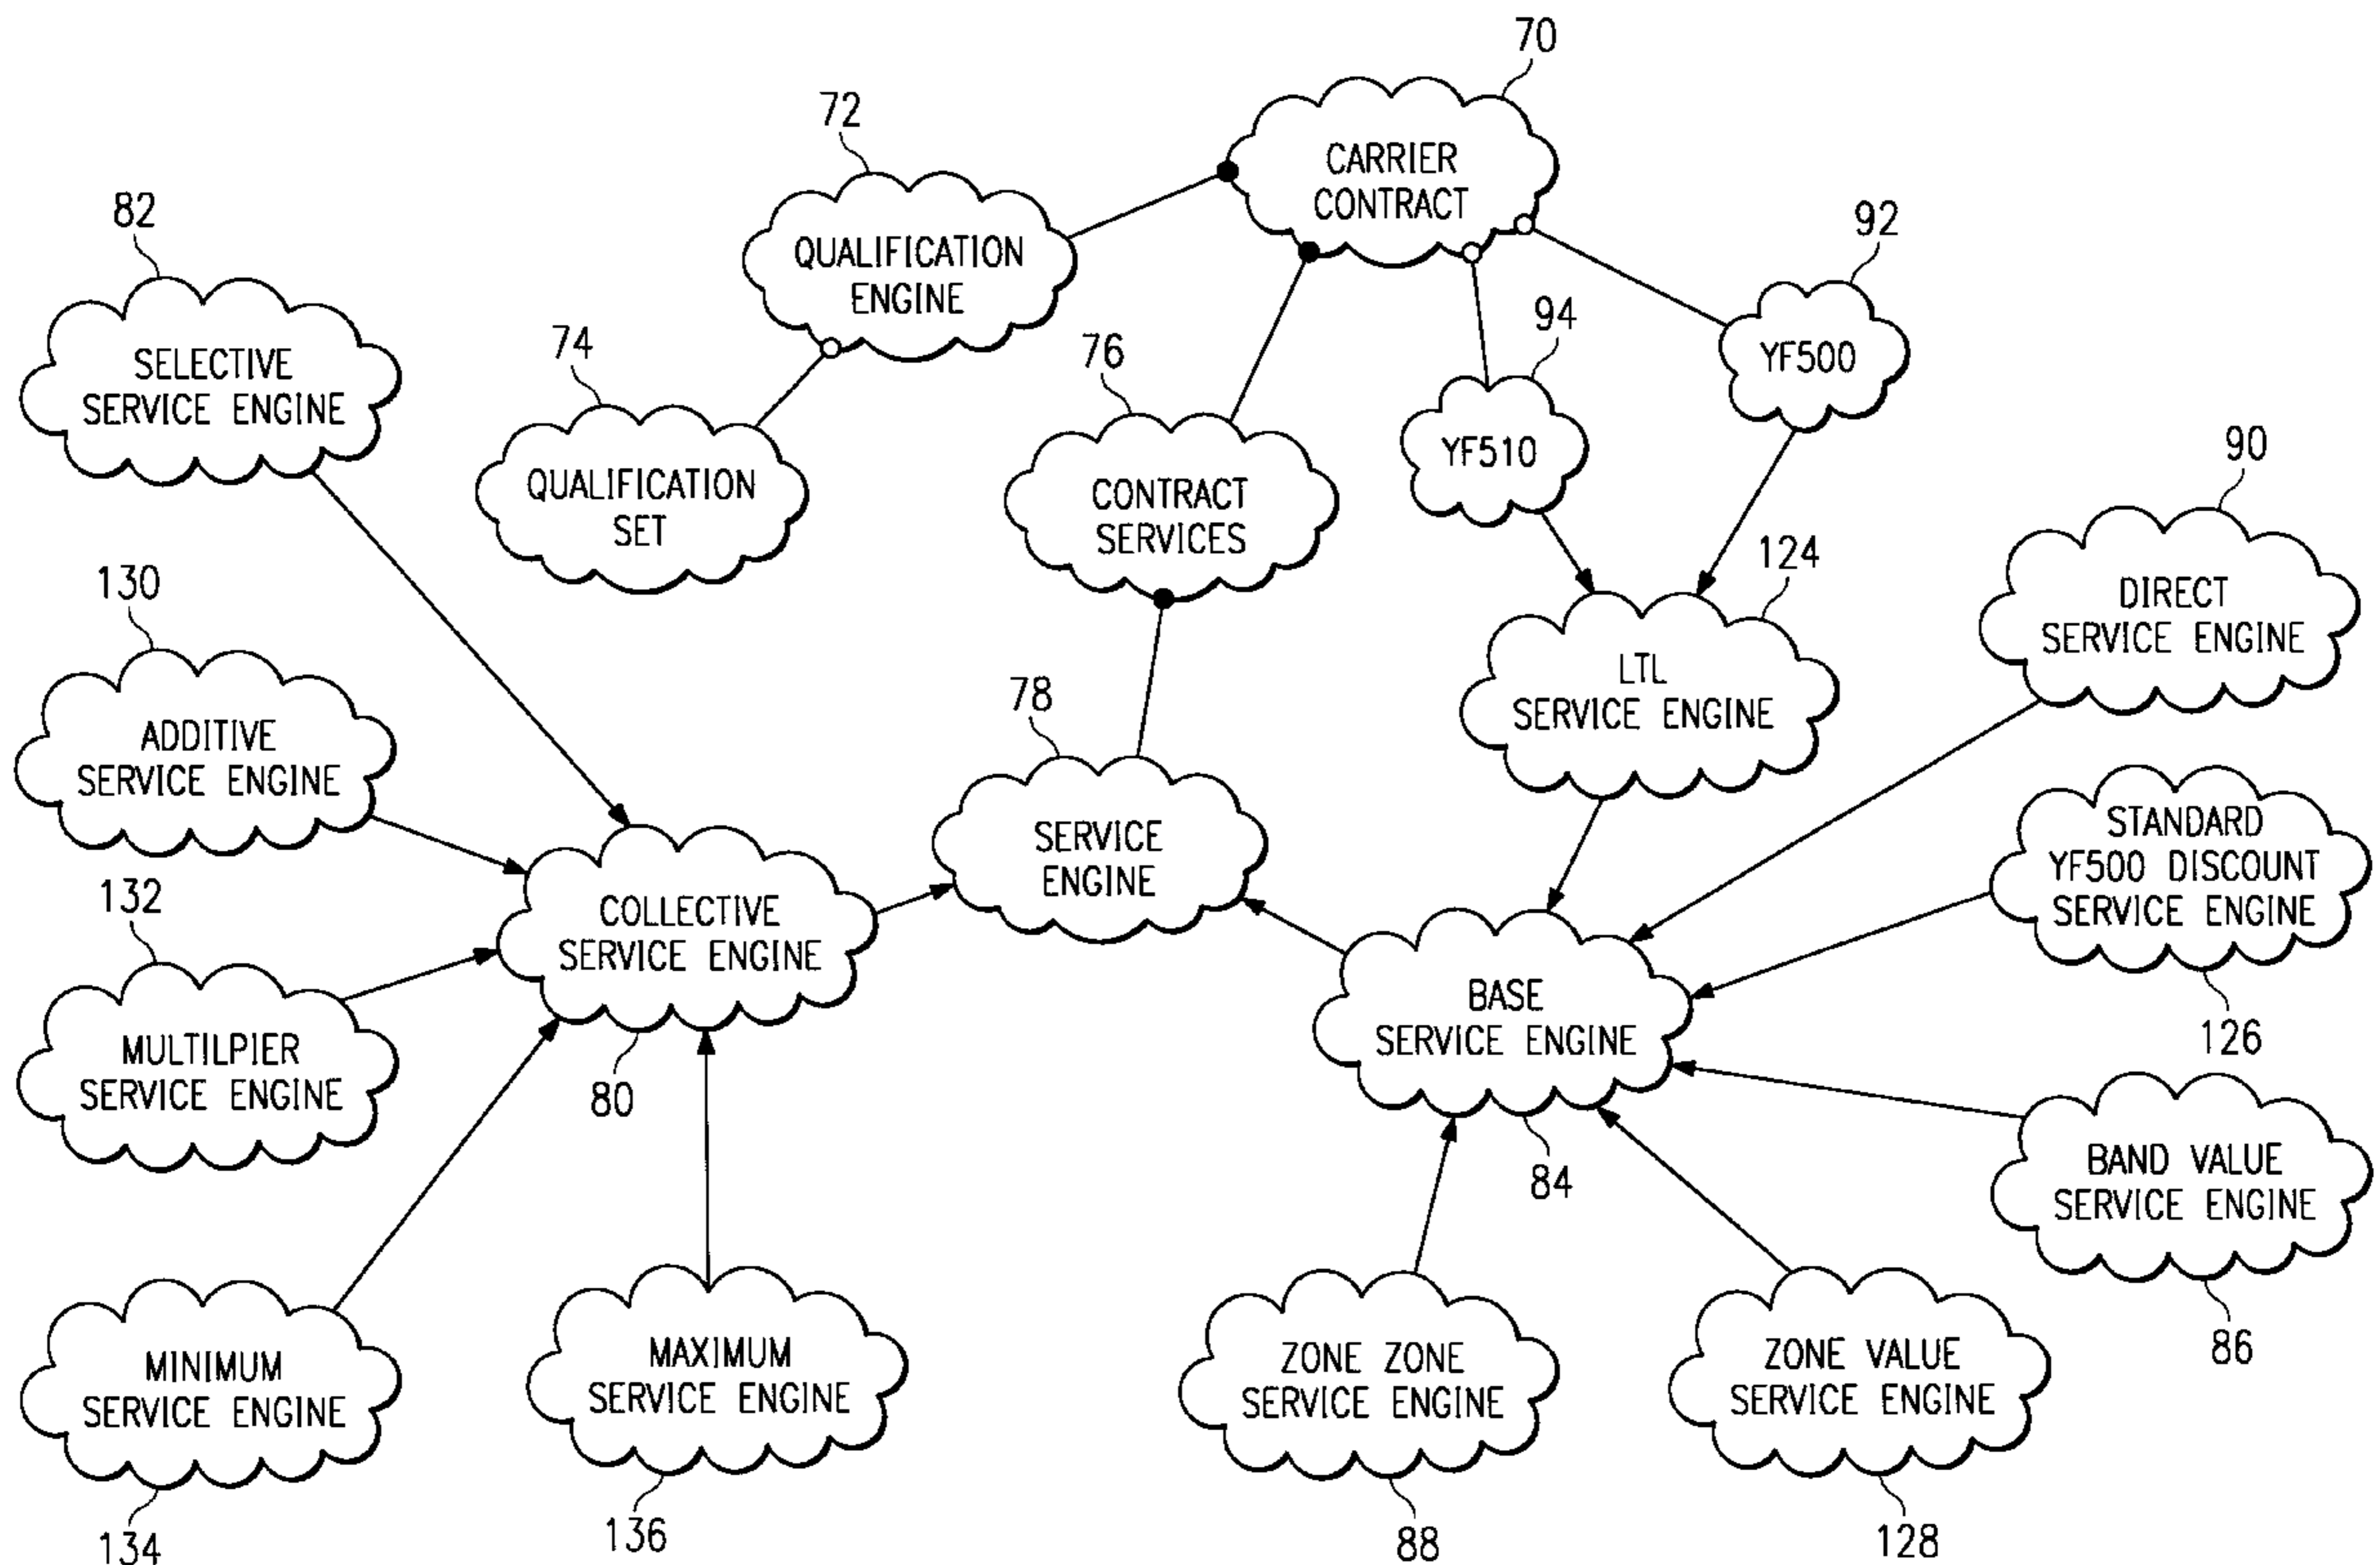 70
CARRIER
CONTRACT
72
QUALIFICATION
ENGINE
82
SELECTIVE
SERVICE ENGINE
74
QUALIFICATION
SET
76
CONTRACT
SERVICES
94
YF510
92
YF500
90
DIRECT
SERVICE ENGINE
124
LTL
SERVICE ENGINE
130
ADDITIVE
SERVICE ENGINE
78
SERVICE
ENGINE
STANDARD
YF500 DISCOUNT
SERVICE ENGINE
126
132
MULTILPIER
SERVICE ENGINE
COLLECTIVE
SERVICE ENGINE
80
BASE
SERVICE ENGINE
84
BAND VALUE
SERVICE ENGINE
86
MINIMUM
SERVICE ENGINE
134
MAXIMUM
SERVICE ENGINE
136
ZONE ZONE
SERVICE ENGINE
88
ZONE VALUE
SERVICE ENGINE
128